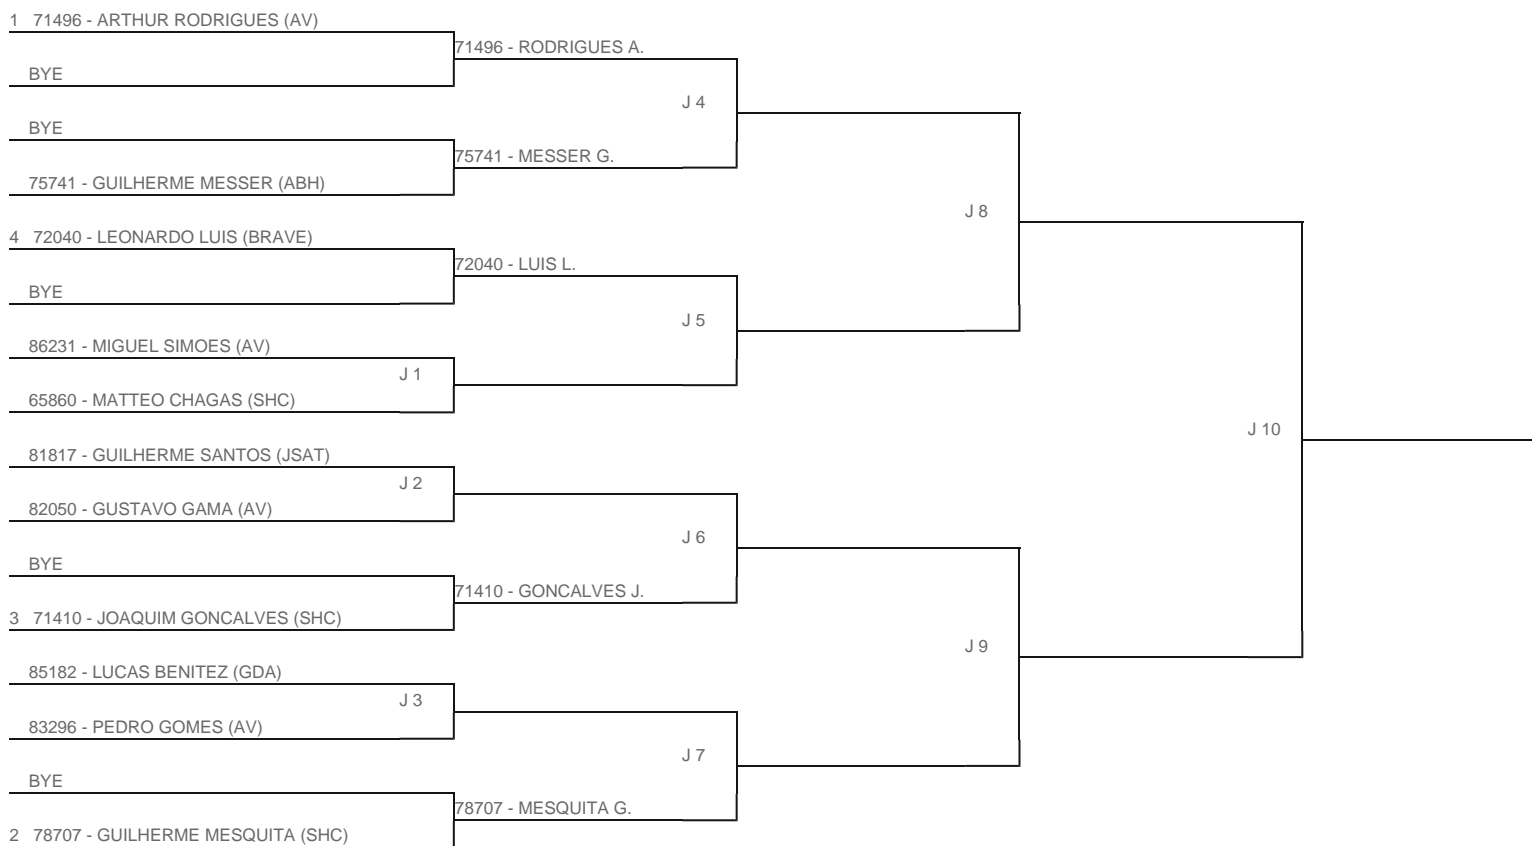 1 71496 - ARTHUR RODRIGUES (AV)
71496 - RODRIGUES A.
BYE
J 4
BYE
75741 - MESSER G.
75741 - GUILHERME MESSER (ABH)
J 8
4 72040 - LEONARDO LUIS (BRAVE)
72040 - LUIS L.
BYE
J 5
86231 - MIGUEL SIMOES (AV)
J 1
65860 - MATTEO CHAGAS (SHC)
J 10
81817 - GUILHERME SANTOS (JSAT)
J 2
82050 - GUSTAVO GAMA (AV)
J 6
BYE
71410 - GONCALVES J.
3 71410 - JOAQUIM GONCALVES (SHC)
J 9
85182 - LUCAS BENITEZ (GDA)
J 3
83296 - PEDRO GOMES (AV)
J 7
BYE
78707 - MESQUITA G.
2 78707 - GUILHERME MESQUITA (SHC)